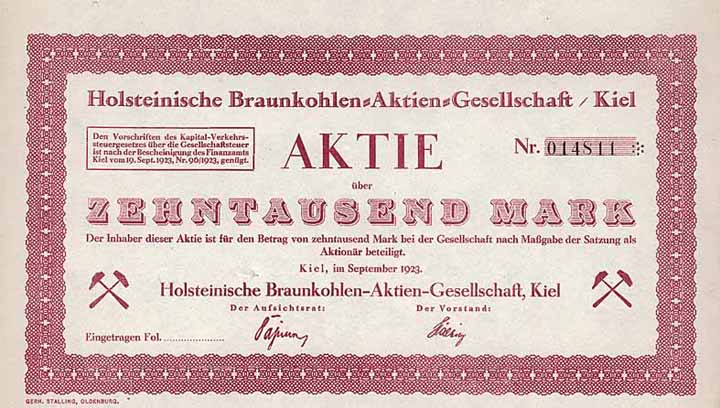 Holsteinische Braunkohlen-Aktien-Gesellschaft / Kiel
Den Vorschriften des Kapital-Verkehrs-
steuergesetzes über die Gesellschaftsteuer
ist nach der Bescheinigung des Finanzamts
Kiel vom 19. Sept. 1923, Nr. 96/1923, genügt.
AKTIE
Nr. 014811
über
ZEHNTAUSEND MARK
Der Inhaber dieser Aktie ist für den Betrag von zehntausend Mark bei der Gesellschaft nach Maßgabe der Satzung als
Aktionär beteiligt.
Kiel, im September 1923.
Holsteinische Braunkohlen-Aktien-Gesellschaft, Kiel
Der Aufsichtsrat: Der Vorstand:
Eingetragen Fol.................
GERH. STALLING, OLDENBURG.